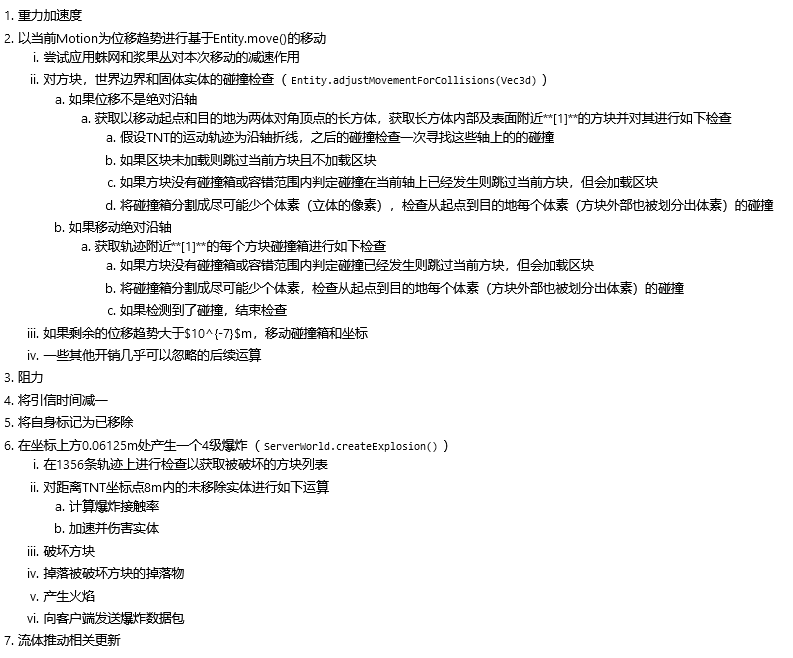 1. 重力加速度
2. 以当前Motion为位移趋势进行基于Entity.move()的移动
i. 尝试应用蛛网和浆果丛对本次移动的减速作用
ii. 对方块，世界边界和固体实体的碰撞检查（ Entity.adjustMovementForCollisions(Vec3d) ）
a. 如果位移不是绝对沿轴
a. 获取以移动起点和目的地为两体对角顶点的长方体，获取长方体内部及表面附近**[1]**的方块并对其进行如下检查
a. 假设TNT的运动轨迹为沿轴折线，之后的碰撞检查一次寻找这些轴上的的碰撞
b. 如果区块未加载则跳过当前方块且不加载区块
c. 如果方块没有碰撞箱或容错范围内判定碰撞在当前轴上已经发生则跳过当前方块，但会加载区块
d. 将碰撞箱分割成尽可能少个体素（立体的像素），检查从起点到目的地每个体素（方块外部也被划分出体素）的碰撞
b. 如果移动绝对沿轴
a. 获取轨迹附近**[1]**的每个方块碰撞箱进行如下检查
a. 如果方块没有碰撞箱或容错范围内判定碰撞已经发生则跳过当前方块，但会加载区块
b. 将碰撞箱分割成尽可能少个体素，检查从起点到目的地每个体素（方块外部也被划分出体素）的碰撞
c. 如果检测到了碰撞，结束检查
iii. 如果剩余的位移趋势大于$10^{-7}$m，移动碰撞箱和坐标
iv. 一些其他开销几乎可以忽略的后续运算
3. 阻力
4. 将引信时间减一
5. 将自身标记为已移除
6. 在坐标上方0.06125m处产生一个4级爆炸（ ServerWorld.createExplosion() ）
i. 在1356条轨迹上进行检查以获取被破坏的方块列表
ii. 对距离TNT坐标点8m内的未移除实体进行如下运算
a. 计算爆炸接触率
b. 加速并伤害实体
iii. 破坏方块
iv. 掉落被破坏方块的掉落物
v. 产生火焰
vi. 向客户端发送爆炸数据包
7. 流体推动相关更新